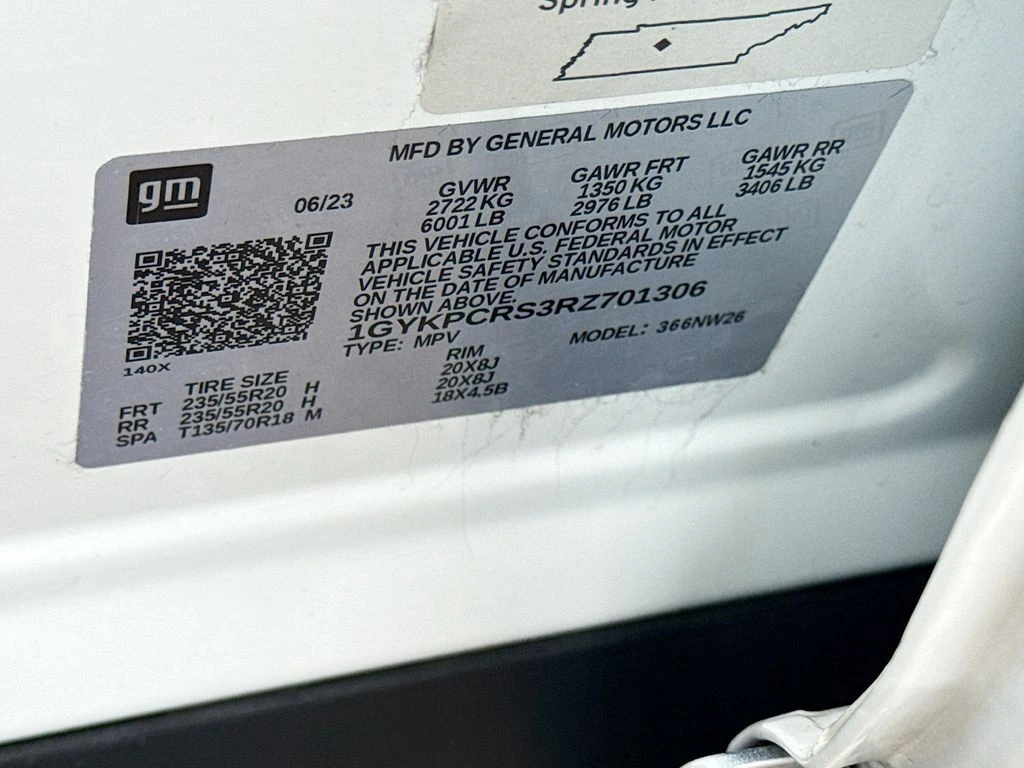 Spring
MFD BY GENERAL MOTORS LLC
gm
06/23
GVWR
2722 KG
6001 LB
GAWR FRT
1350 KG
2976 LB
GAWR RR
1545 KG
3406 LB
THIS VEHICLE CONFORMS TO ALL
APPLICABLE U.S. FEDERAL MOTOR
VEHICLE SAFETY STANDARDS IN EFFECT
ON THE DATE OF MANUFACTURE
SHOWN ABOVE.
1GYKPCRS3RZ701306
TYPE: MPV MODEL: 366NW26
140X
TIRE SIZE RIM
FRT 235/55R20 H 20X8J
RR 235/55R20 H 20X8J
SPA T135/70R18 M 18X4.5B